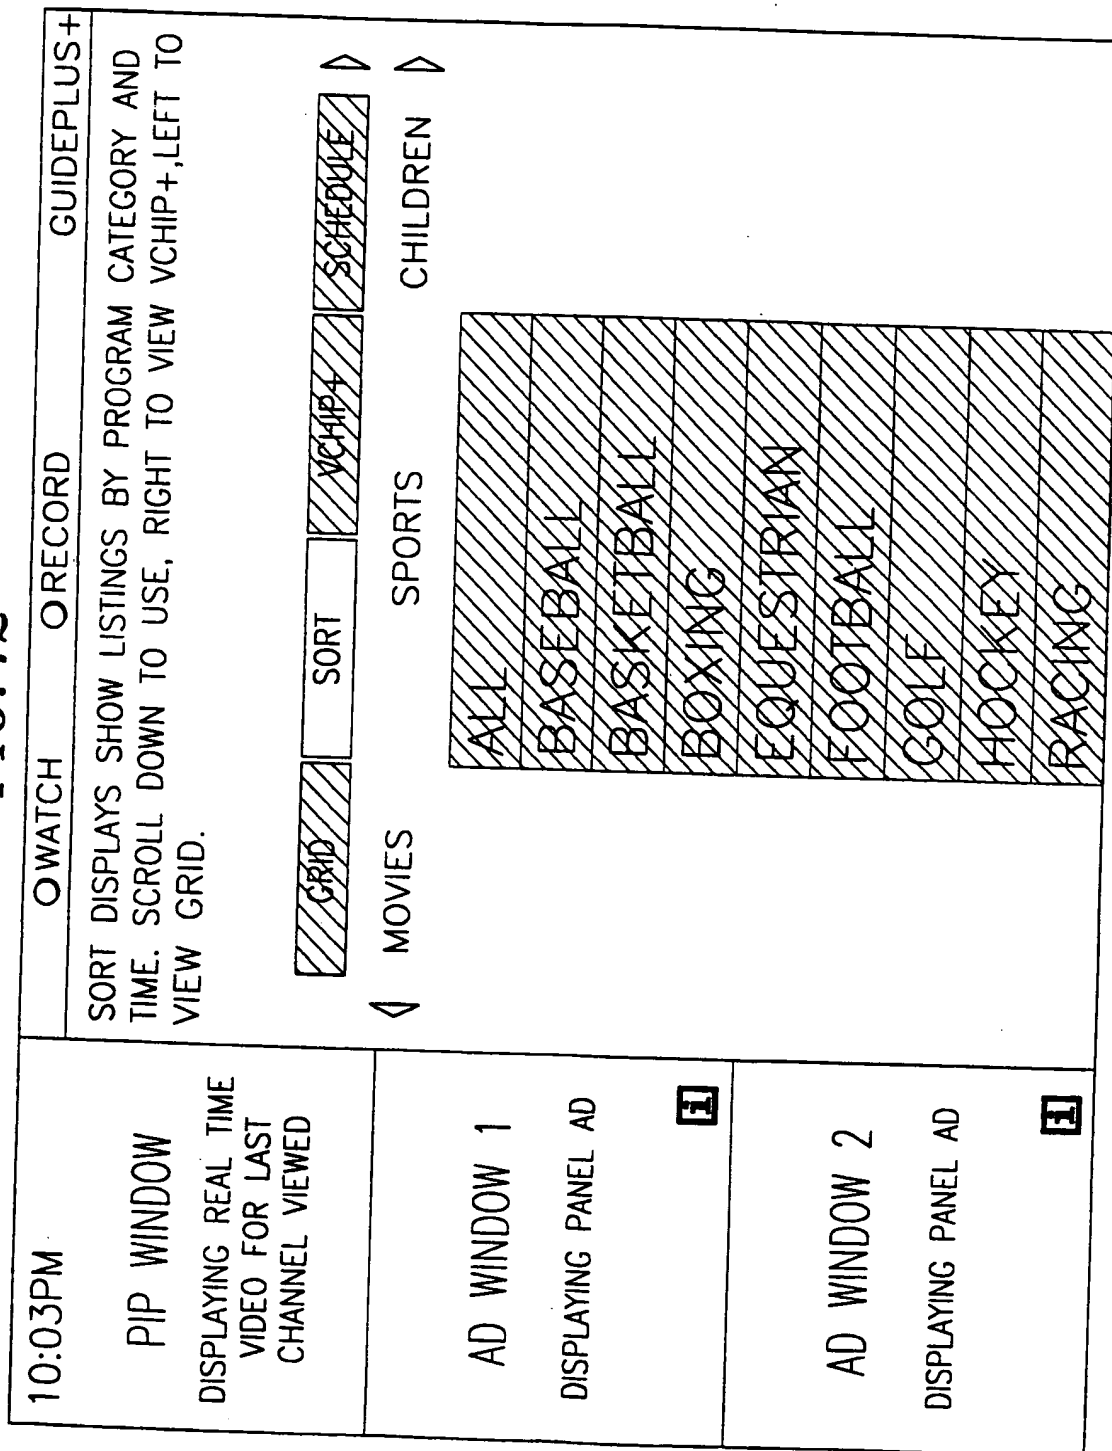 10:03PM
O WATCH O RECORD GUIDEPLUS+
PIP WINDOW
DISPLAYING REAL TIME
VIDEO FOR LAST
CHANNEL VIEWED
SORT DISPLAYS SHOW LISTINGS BY PROGRAM CATEGORY AND
TIME. SCROLL DOWN TO USE, RIGHT TO VIEW VCHIP+,LEFT TO
VIEW GRID.
GRID SORT VCHIP+ SCHEDULE
MOVIES SPORTS CHILDREN
AD WINDOW 1
DISPLAYING PANEL AD
i
AD WINDOW 2
DISPLAYING PANEL AD
i
ALL
BASEBALL
BASKETBALL
BOXING
EQUESTRIAN
FOOTBALL
GOLF
HOCKEY
RACING